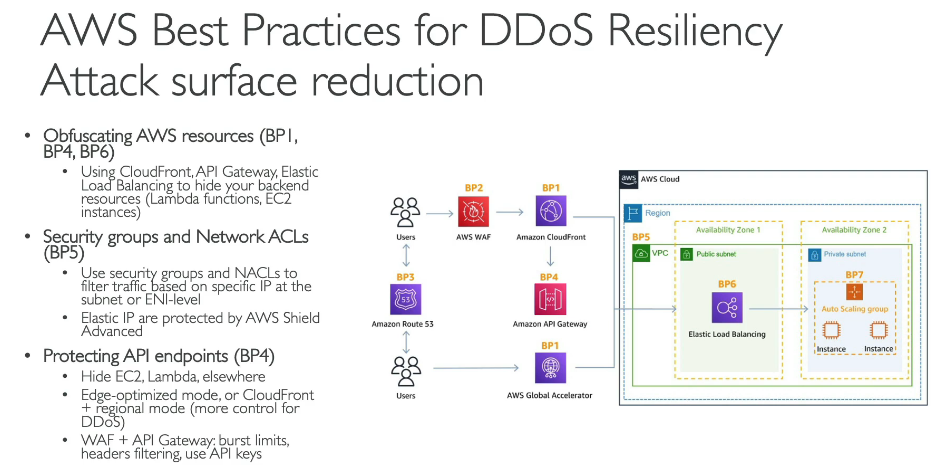 AWS Best Practices for DDoS Resiliency
Attack surface reduction
• Obfuscating AWS resources (BP1,
BP4, BP6)
• Using CloudFront, API Gateway, Elastic
Load Balancing to hide your backend
resources (Lambda functions, EC2
instances)
• Security groups and Network ACLs
(BP5)
• Use security groups and NACLs to
filter traffic based on specific IP at the
subnet or ENI-level
• Elastic IP are protected by AWS Shield
Advanced
• Protecting API endpoints (BP4)
• Hide EC2, Lambda, elsewhere
• Edge-optimized mode, or CloudFront
+ regional mode (more control for
DDoS)
• WAF + API Gateway: burst limits,
headers filtering, use API keys
Users
BP2
AWS WAF
BP1
Amazon CloudFront
BP3
53
Amazon Route 53
BP4
Amazon API Gateway
Users
BP1
AWS Global Accelerator
aws
AWS Cloud
Region
BP5
VPC
Availability Zone 1
Public subnet
BP6
Elastic Load Balancing
Availability Zone 2
Private subnet
BP7
Auto Scaling group
Instance
Instance